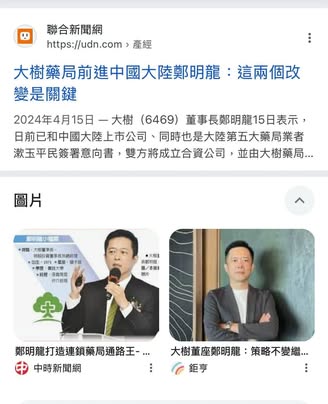 聯合新聞網
https://udn.com › 產經
大樹藥局前進中國大陸鄭明龍：這兩個改
變是關鍵
2024年4月15日 — 大樹（6469）董事長鄭明龍15日表示，
日前已和中國大陸上市公司、同時也是大陸第五大藥局業者
漱玉平民簽署意向書，雙方將成立合資公司，並由大樹藥局...
圖片
鄭明龍打造連鎖藥局通路王- ...
中時新聞網
大樹董座鄭明龍：策略不變繼...
鉅亨